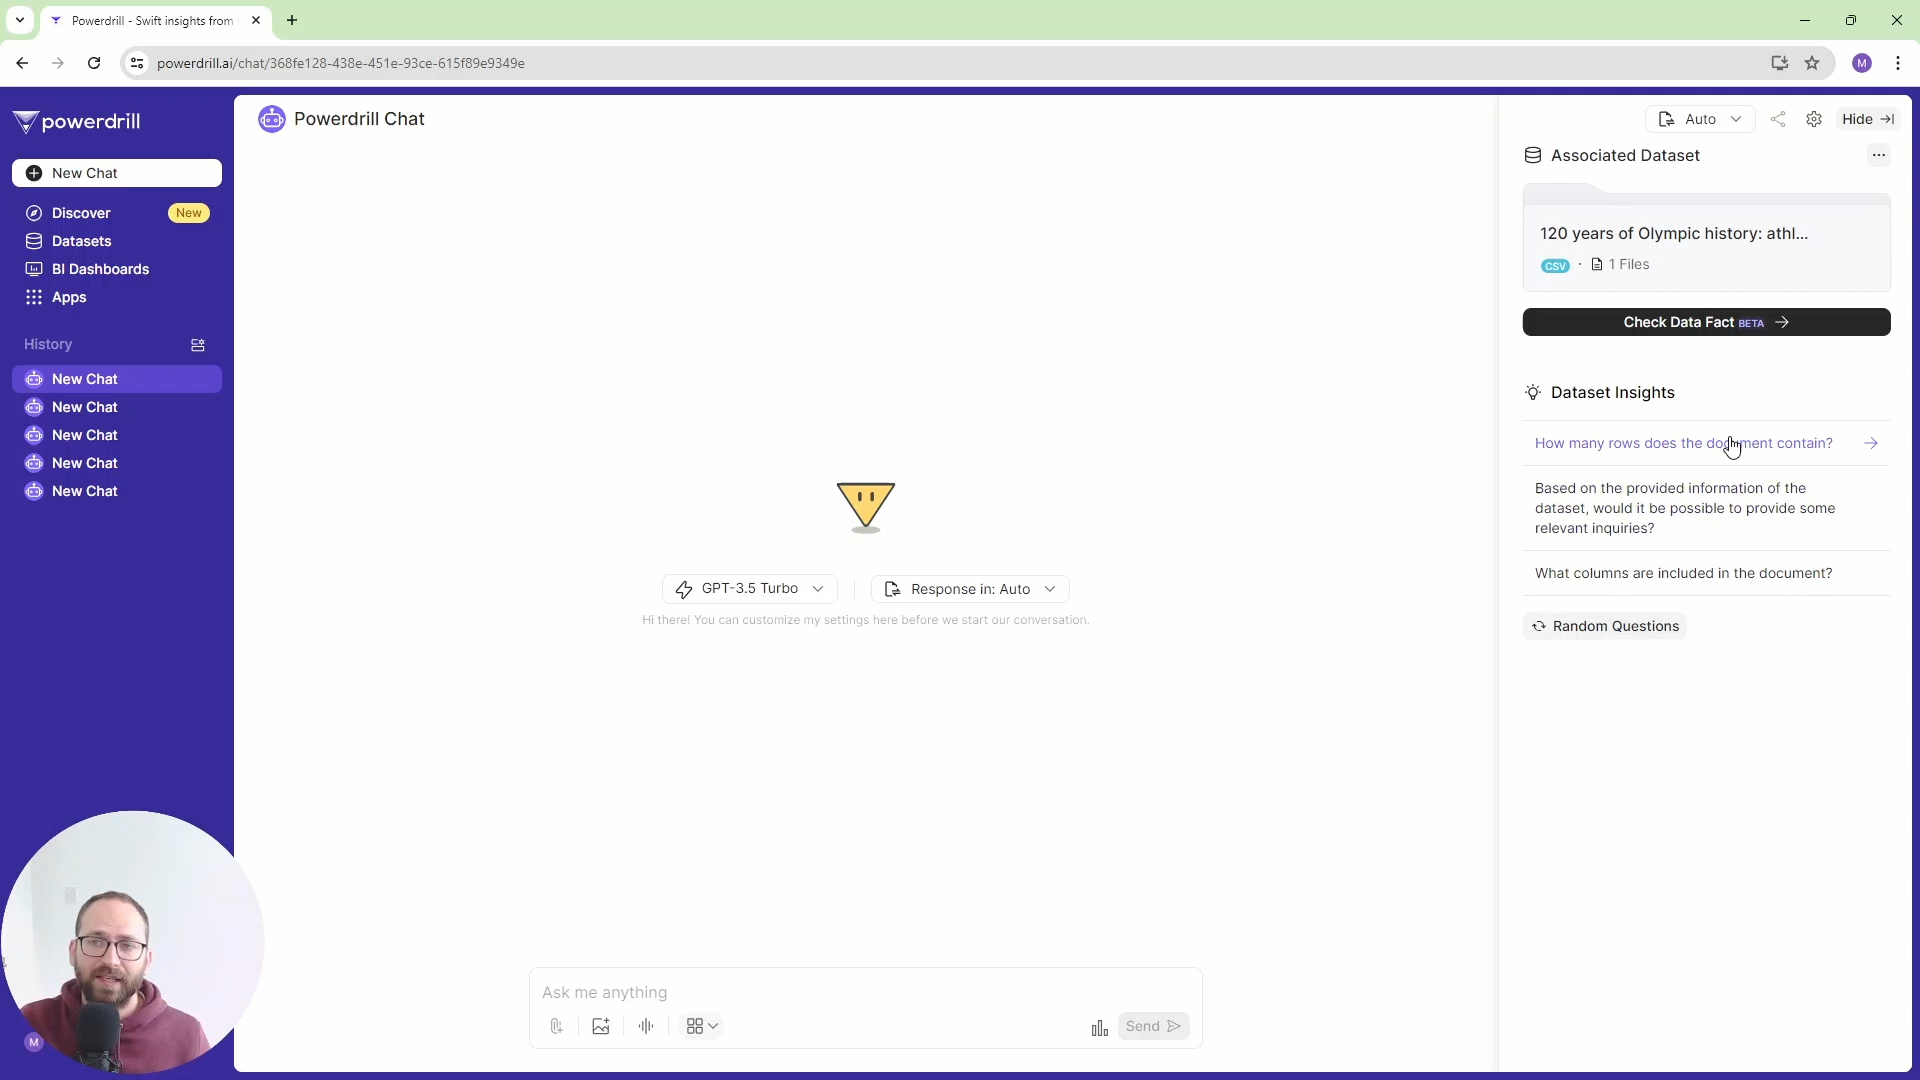 Powerdrill - Swift insights from
powerdrill.ai/chat/368fe128-438e-451e-93ce-615f89e9349e
M
powerdrill
New Chat
Discover
New
Datasets
BI Dashboards
Apps
History
New Chat
New Chat
New Chat
New Chat
New Chat
M
Powerdrill Chat
GPT-3.5 Turbo
Response in: Auto
Hi there! You can customize my settings here before we start our conversation.
Ask me anything
Send
Auto
Hide
Associated Dataset
120 years of Olympic history: athl...
CSV · 1 Files
Check Data Fact BETA
Dataset Insights
How many rows does the document contain?
Based on the provided information of the
dataset, would it be possible to provide some
relevant inquiries?
What columns are included in the document?
Random Questions